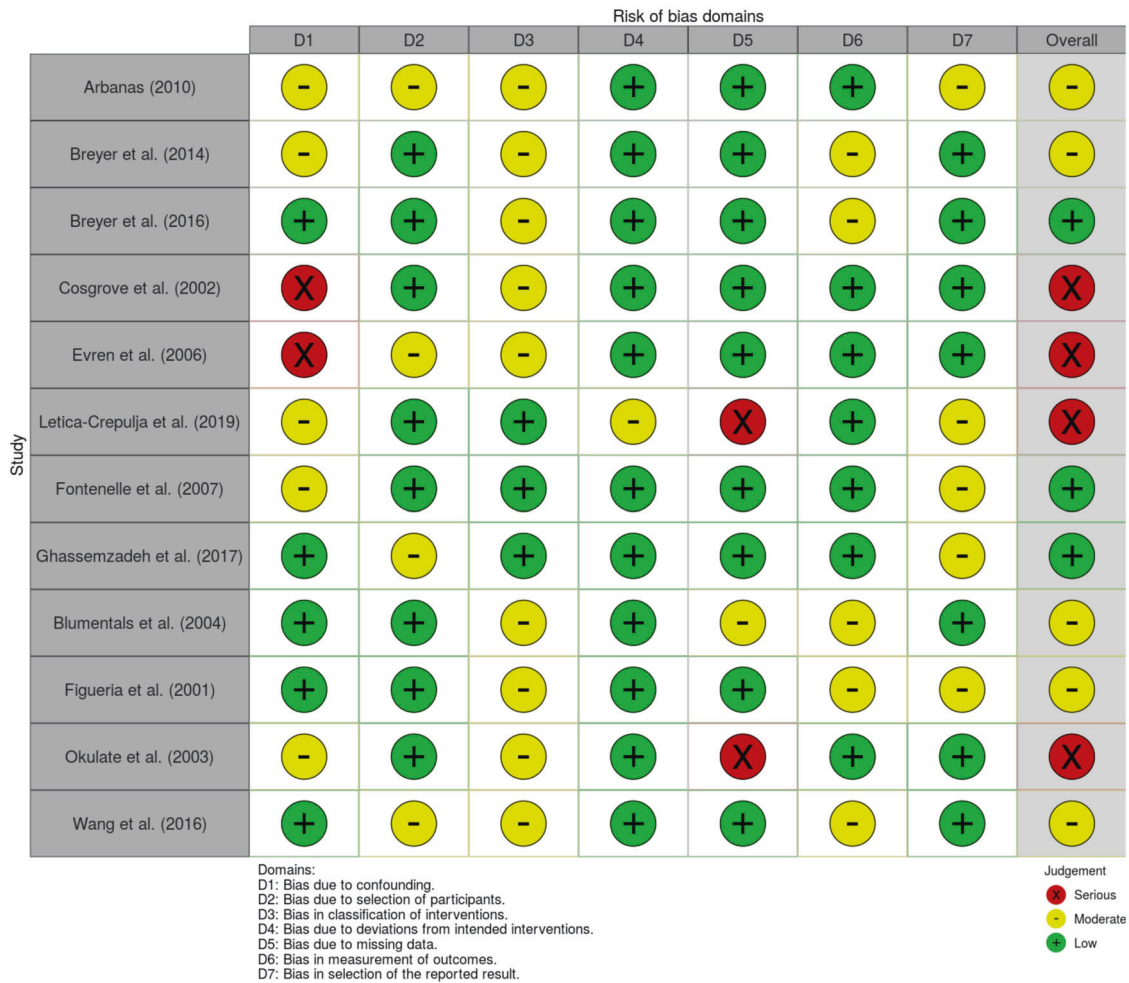 Risk of bias domains
D1 D2 D3 D4 D5 D6 D7 Overall
Study
Arbanas (2010) - - - + + + - -
Breyer et al. (2014) - + - + + - + -
Breyer et al. (2016) + + - + + - + +
Cosgrove et al. (2002) X + - + + + + X
Evren et al. (2006) X - - + + + + X
Letica-Crepulja et al. (2019) - + + - X + - X
Fontenelle et al. (2007) - + + + + + - +
Ghassemzadeh et al. (2017) + - + + + + - +
Blumentals et al. (2004) + + - + - - + -
Figueria et al. (2001) + + - + + - - -
Okulate et al. (2003) - + - + X + + X
Wang et al. (2016) + - - + + - + -
Domains:
D1: Bias due to confounding.
D2: Bias due to selection of participants.
D3: Bias in classification of interventions.
D4: Bias due to deviations from intended interventions.
D5: Bias due to missing data.
D6: Bias in measurement of outcomes.
D7: Bias in selection of the reported result.
Judgement
X Serious
- Moderate
+ Low